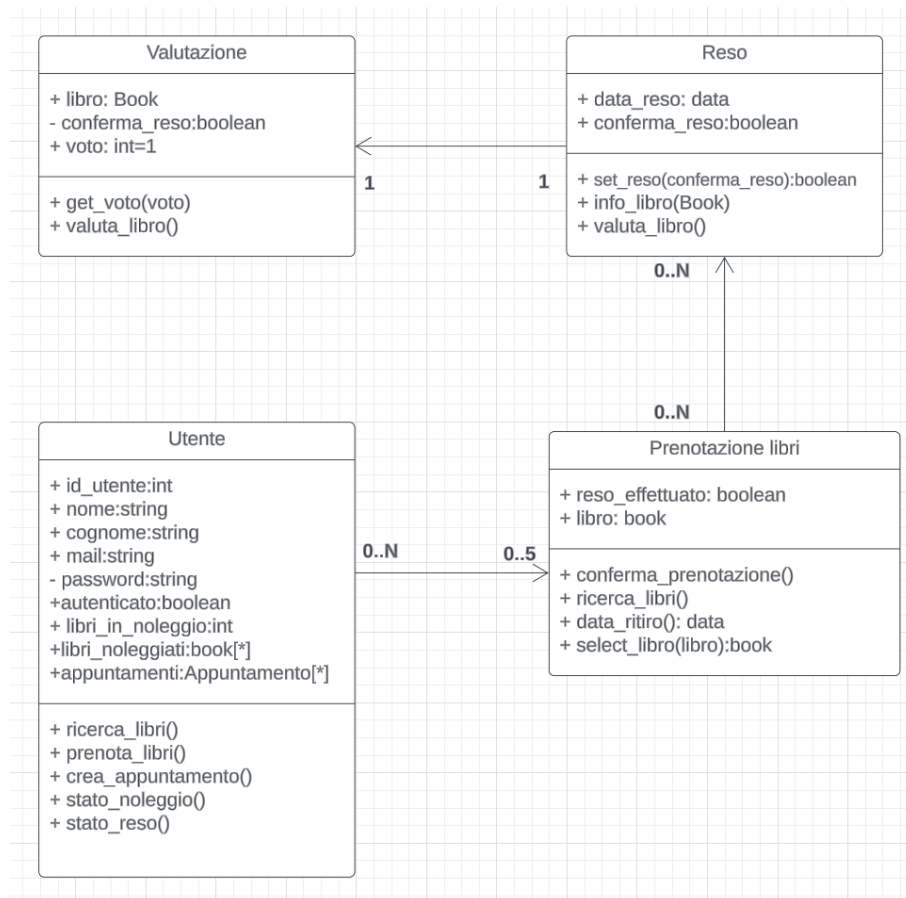 Valutazione
+ libro: Book
- conferma_reso:boolean
+ voto: int=1
+ get_voto(voto)
+ valuta_libro()
1
1
Reso
+ data_reso: data
+ conferma_reso:boolean
+ set_reso(conferma_reso):boolean
+ info_libro(Book)
+ valuta_libro()
0..N
0..N
Utente
+ id_utente:int
+ nome:string
+ cognome:string
+ mail:string
- password:string
+autenticato:boolean
+ libri_in_noleggio:int
+libri_noleggiati:book[*]
+appuntamenti:Appuntamento[*]
+ ricerca_libri()
+ prenota_libri()
+ crea_appuntamento()
+ stato_noleggio()
+ stato_reso()
0..N
0..5
Prenotazione libri
+ reso_effettuato: boolean
+ libro: book
+ conferma_prenotazione()
+ ricerca_libri()
+ data_ritiro(): data
+ select_libro(libro):book